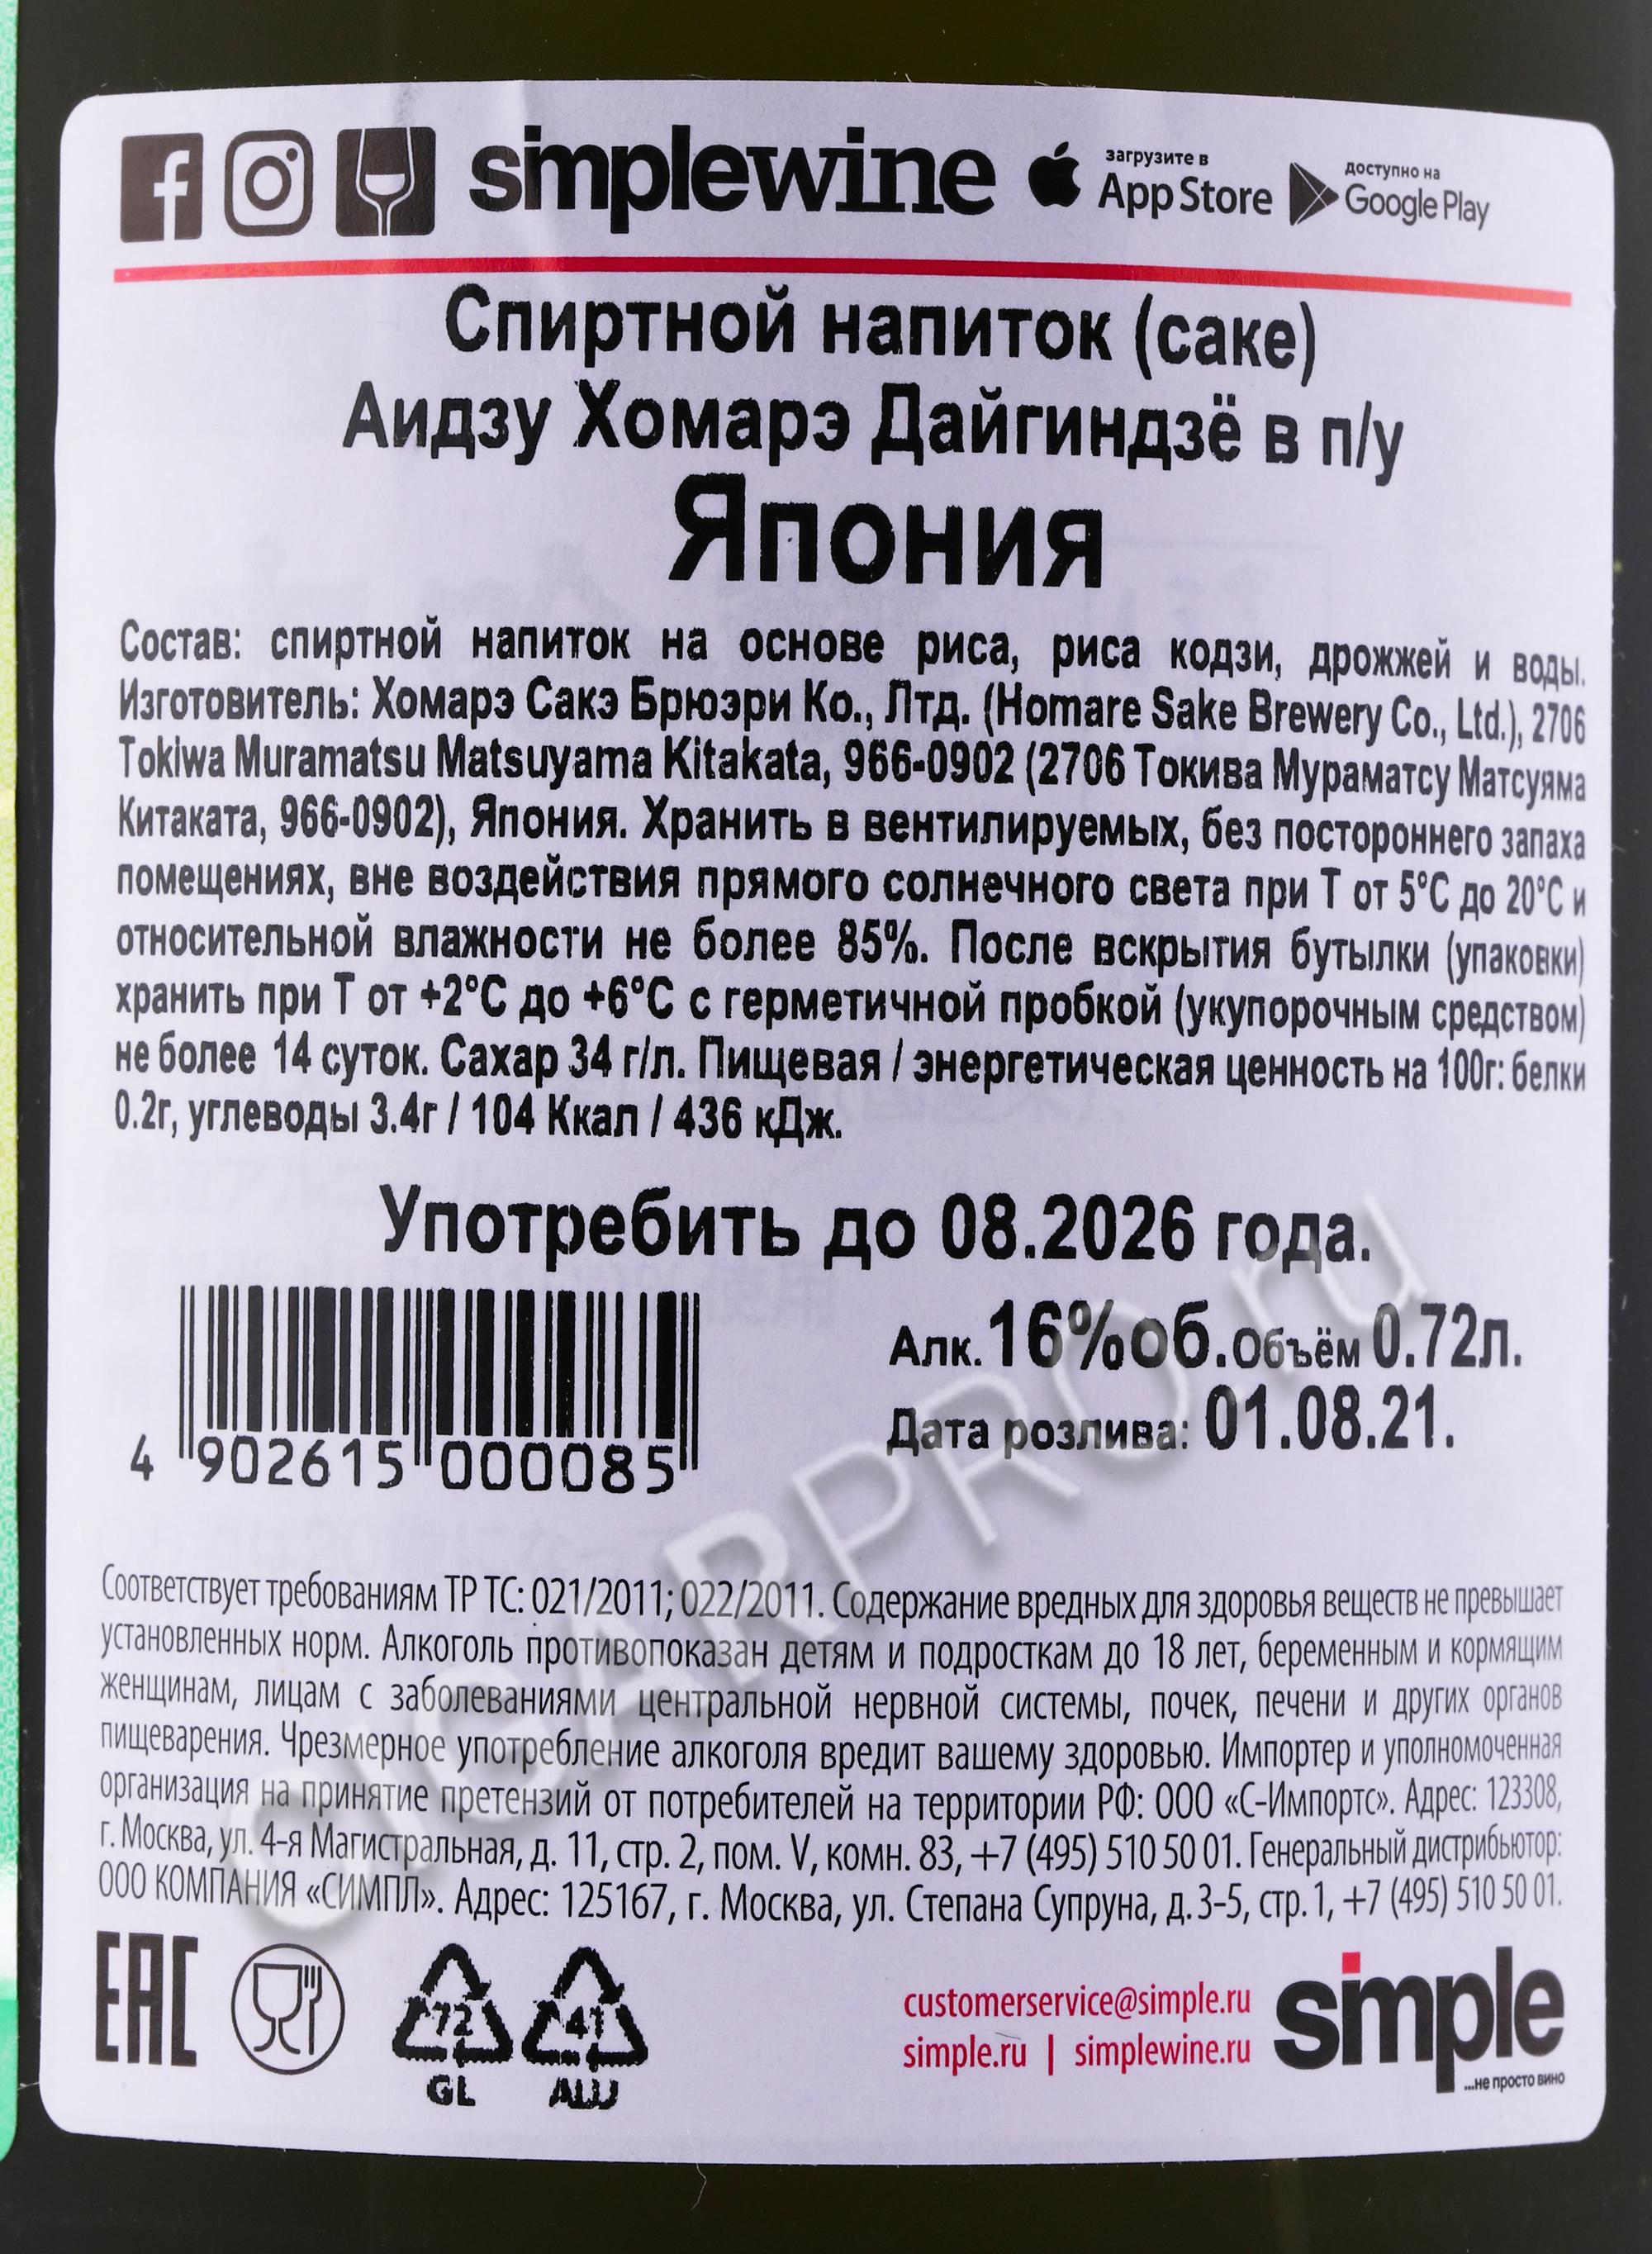 simplewine загрузите в App Store доступно на Google Play
Спиртной напиток (саке)
Аидзу Хомарэ Дайгиндзё в п/у
Япония
Состав: спиртной напиток на основе риса, риса кодзи, дрожжей и воды.
Изготовитель: Хомарэ Сакэ Брюэри Ко., Лтд. (Homare Sake Brewery Co., Ltd.), 2706
Tokiwa Muramatsu Matsuyama Kitakata, 966-0902 (2706 Токива Мураматсу Матсуяма
Китаката, 966-0902), Япония. Хранить в вентилируемых, без постороннего запаха
помещениях, вне воздействия прямого солнечного света при Т от 5°С до 20°С и
относительной влажности не более 85%. После вскрытия бутылки (упаковки)
хранить при Т от +2°С до +6°С с герметичной пробкой (укупорочным средством)
не более 14 суток. Сахар 34 г/л. Пищевая / энергетическая ценность на 100г: белки
0.2г, углеводы 3.4г / 104 Ккал / 436 кДж.
Употребить до 08.2026 года.
Алк. 16%об. Объём 0.72л.
Дата розлива: 01.08.21.
4 902615 000085
CIGARPRO.ru
Соответствует требованиям ТР ТС: 021/2011; 022/2011. Содержание вредных для здоровья веществ не превышает
установленных норм. Алкоголь противопоказан детям и подросткам до 18 лет, беременным и кормящим
женщинам, лицам с заболеваниями центральной нервной системы, почек, печени и других органов
пищеварения. Чрезмерное употребление алкоголя вредит вашему здоровью. Импортер и уполномоченная
организация на принятие претензий от потребителей на территории РФ: ООО «С-Импортс». Адрес: 123308,
г. Москва, ул. 4-я Магистральная, д. 11, стр. 2, пом. V, комн. 83, +7 (495) 510 50 01. Генеральный дистрибьютор:
ООО КОМПАНИЯ «СИМПЛ». Адрес: 125167, г. Москва, ул. Степана Супруна, д. 3-5, стр. 1, +7 (495) 510 50 01.
EAC
72
GL
41
ALU
customerservice@simple.ru
simple.ru | simplewine.ru
simple
...не просто вино